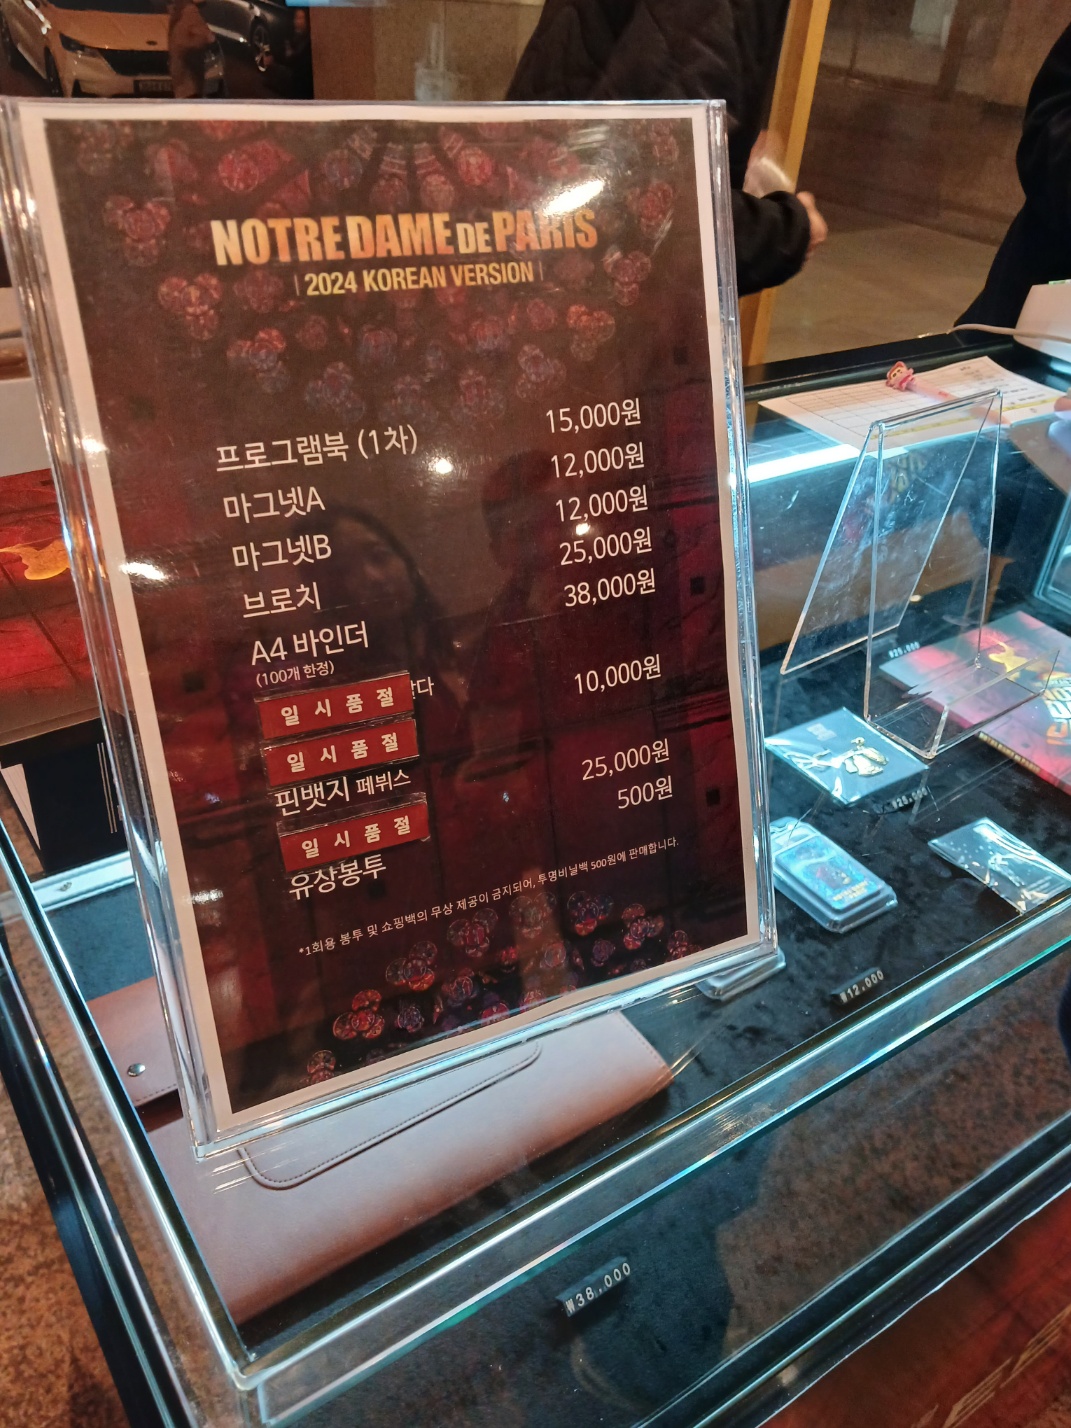 NOTRE DAME DE PARIS
2024 KOREAN VERSION
프로그램북 (1차) 15,000원
마그넷A 12,000원
마그넷B 12,000원
브로치 25,000원
A4 바인더 38,000원
(100개 한정)
일시품절 10,000원
일시품절
핀뱃지 페뷔스
일시품절 25,000원
유상봉투 500원
*1회용 봉투 및 쇼핑백의 무상 제공이 금지되어, 투명비닐백 500원에 판매합니다.
₩25,000
₩12,000
₩38,000